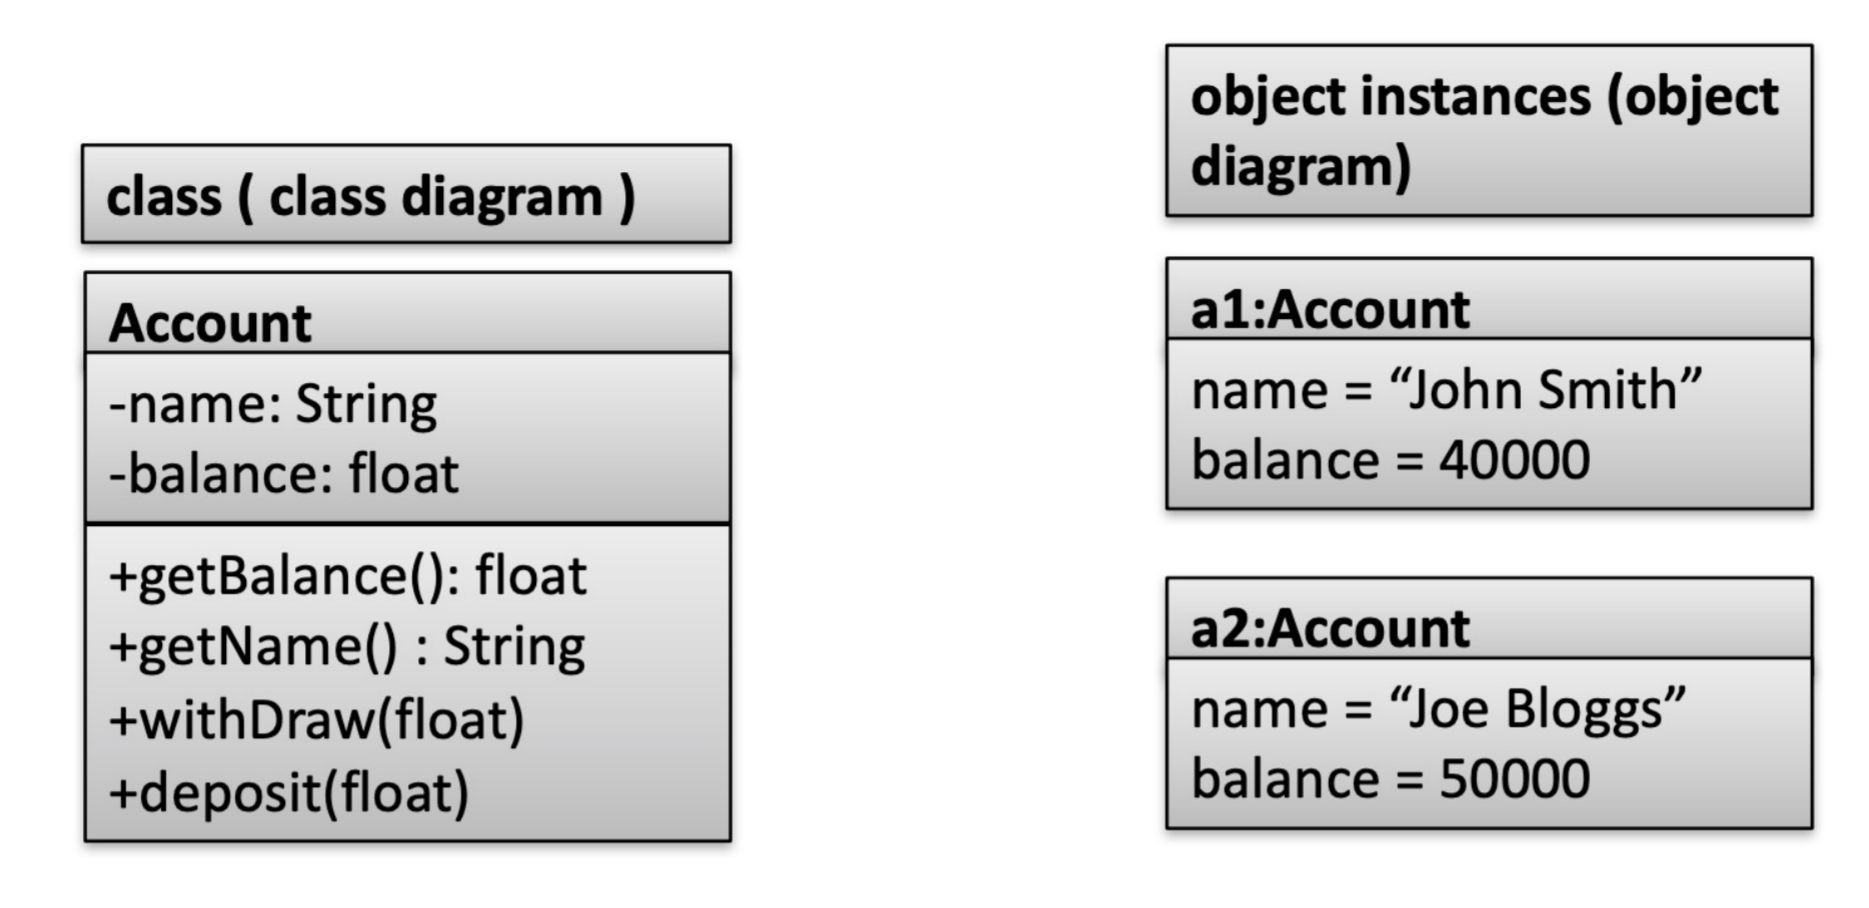 class ( class diagram )
Account
-name: String
-balance: float
+getBalance(): float
+getName() : String
+withDraw(float)
+deposit(float)
object instances (object
diagram)
a1:Account
name = “John Smith”
balance = 40000
a2:Account
name = “Joe Bloggs”
balance = 50000